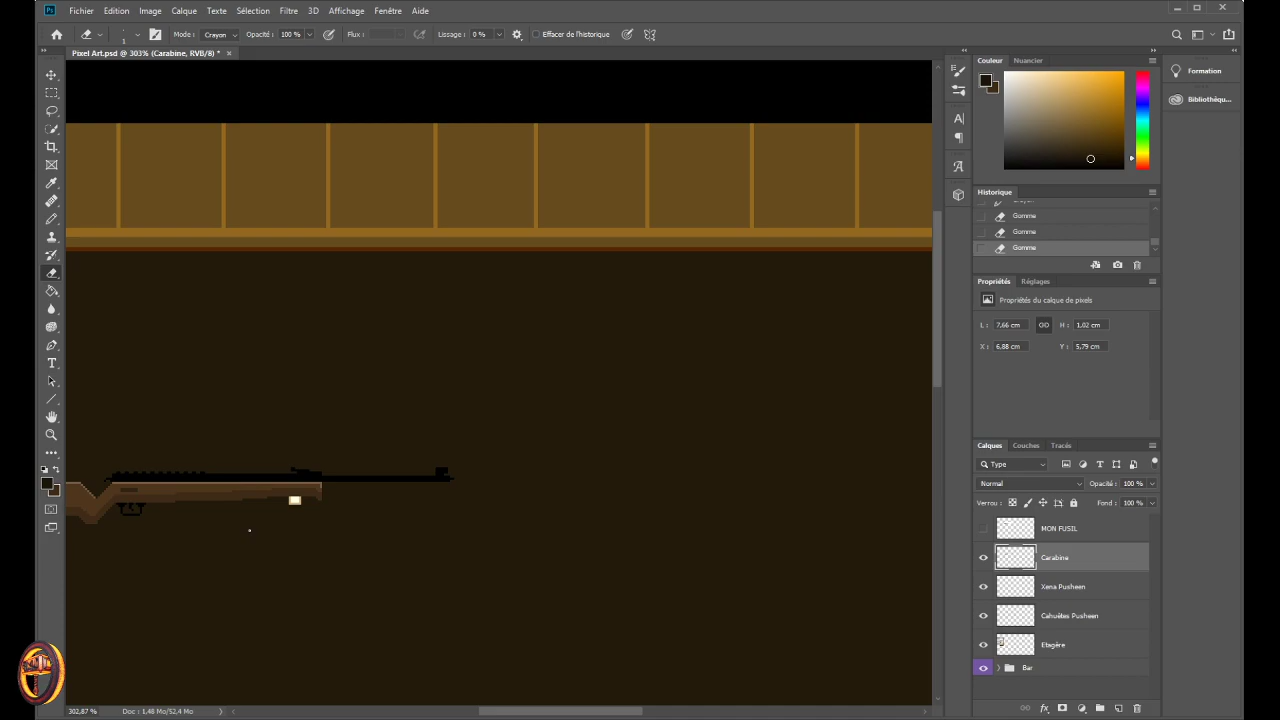 Ps Fichier Edition Image Calque Texte Sélection Filtre 3D Affichage Fenêtre Aide
1 Mode : Crayon Opacité : 100 % Flux : Lissage : 0 % Effacer de l'historique
Pixel Art.psd @ 303% (Carabine, RVB/8) *
Couleur Nuancier
Formation
Bibliothèqu...
Historique
Gomme
Gomme
Gomme
Propriétés Réglages
Propriétés du calque de pixels
L : 7,66 cm H : 1,02 cm
X : 6,88 cm Y : 5,79 cm
Calques Couches Tracés
Type
Normal Opacité : 100 %
Verrou : Fond : 100 %
MON FUSIL
Carabine
Xena Pusheen
Cahuètes Pusheen
Etagère
Bar
302,87 % Doc : 1,48 Mo/52,4 Mo